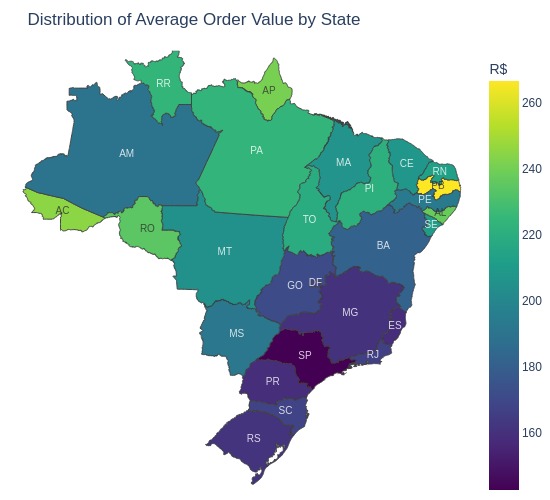 Distribution of Average Order Value by State
R$
RR
AP
260
AM
PA
MA
CE
RN
PB
PI
PE
240
AC
AL
RO
TO
SE
220
MT
BA
200
GO
DF
MG
180
MS
ES
SP
RJ
PR
160
SC
RS